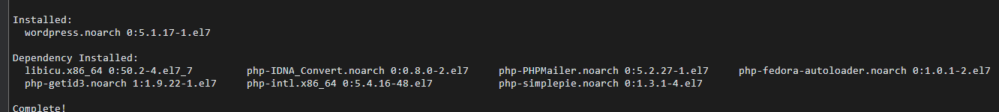 Installed:
wordpress.noarch 0:5.1.17-1.el7
Dependency Installed:
libicu.x86_64 0:50.2-4.el7_7 php-IDNA_Convert.noarch 0:0.8.0-2.el7 php-PHPMailer.noarch 0:5.2.27-1.el7 php-fedora-autoloader.noarch 0:1.0.1-2.el7
php-getid3.noarch 1:1.9.22-1.el7 php-intl.x86_64 0:5.4.16-48.el7 php-simplepie.noarch 0:1.3.1-4.el7
Complete!